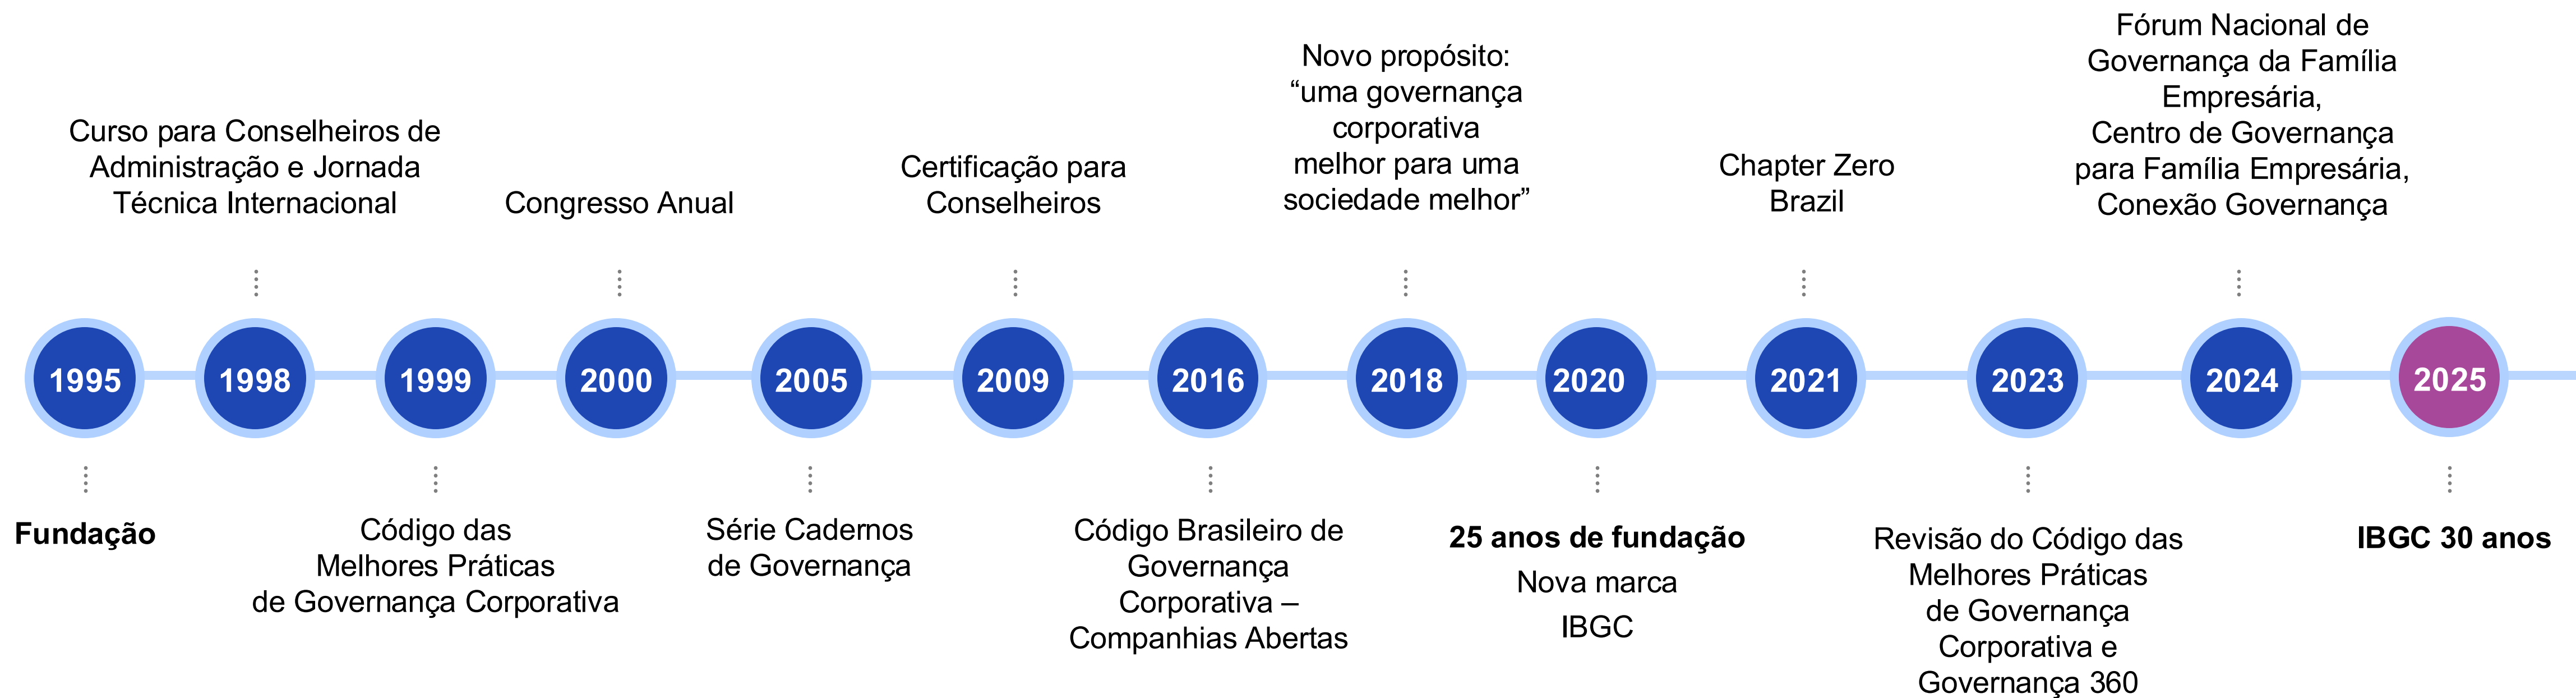 Fundação
1995
Curso para Conselheiros de
Administração e Jornada
Técnica Internacional
1998
1999
Código das
Melhores Práticas
de Governança Corporativa
Congresso Anual
2000
2005
Série Cadernos
de Governança
Certificação para
Conselheiros
2009
2016
Código Brasileiro de
Governança
Corporativa –
Companhias Abertas
Novo propósito:
“uma governança
corporativa
melhor para uma
sociedade melhor”
2018
2020
25 anos de fundação
Nova marca
IBGC
Chapter Zero
Brazil
2021
2023
Revisão do Código das
Melhores Práticas
de Governança
Corporativa e
Governança 360
Fórum Nacional de
Governança da Família
Empresária,
Centro de Governança
para Família Empresária,
Conexão Governança
2024
2025
IBGC 30 anos